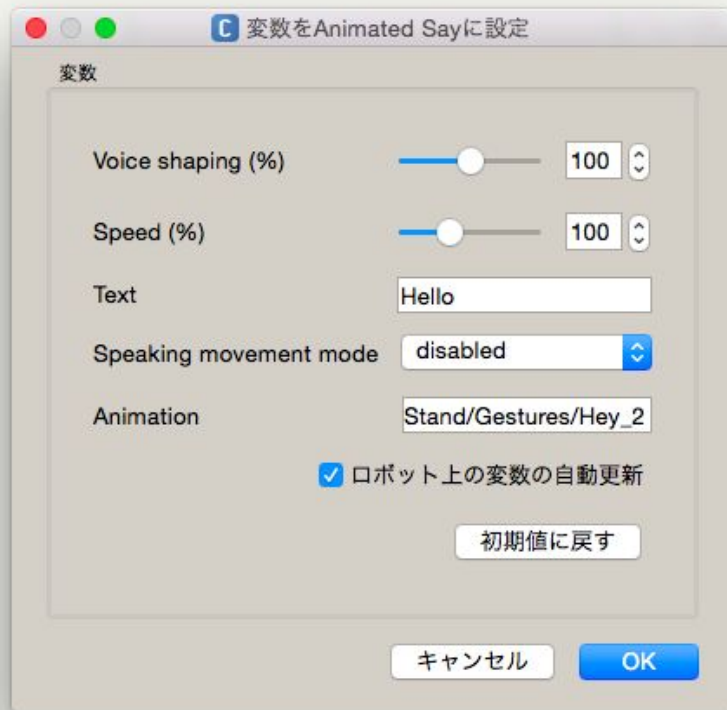 変数をAnimated Sayに設定
変数
Voice shaping (%) 100
Speed (%) 100
Text Hello
Speaking movement mode disabled
Animation Stand/Gestures/Hey_2
ロボット上の変数の自動更新
初期値に戻す
キャンセル OK